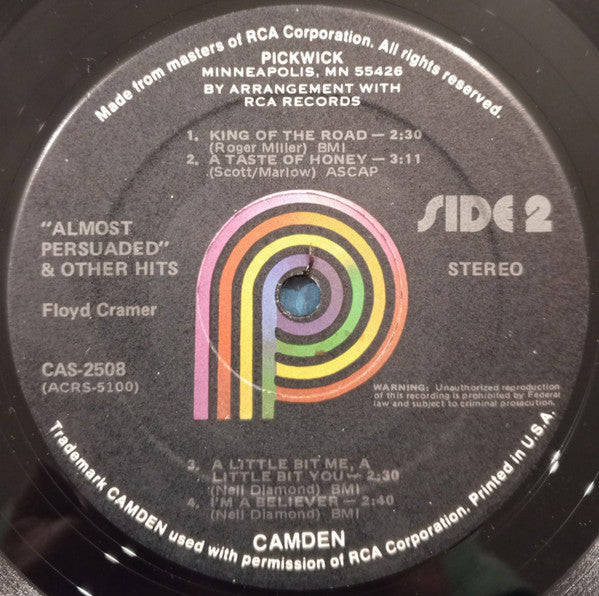 Made from masters of RCA Corporation. All rights reserved.
PICKWICK
MINNEAPOLIS, MN 55426
BY ARRANGEMENT WITH
RCA RECORDS
1. KING OF THE ROAD — 2:30
(Roger Miller) BMI
2. A TASTE OF HONEY — 3:11
(Scott/Marlow) ASCAP
SIDE 2
"ALMOST
PERSUADED"
& OTHER HITS
STEREO
Floyd Cramer
CAS-2508
(ACRS-5100)
WARNING: Unauthorized reproduction
of this recording is prohibited by Federal
law and subject to criminal prosecution.
3. A LITTLE BIT ME, A
LITTLE BIT YOU — 2:30
(Neil Diamond) BMI
4. I'M A BELIEVER — 2:40
(Neil Diamond) BMI
CAMDEN
Trademark CAMDEN used with permission of RCA Corporation. Printed in U.S.A.